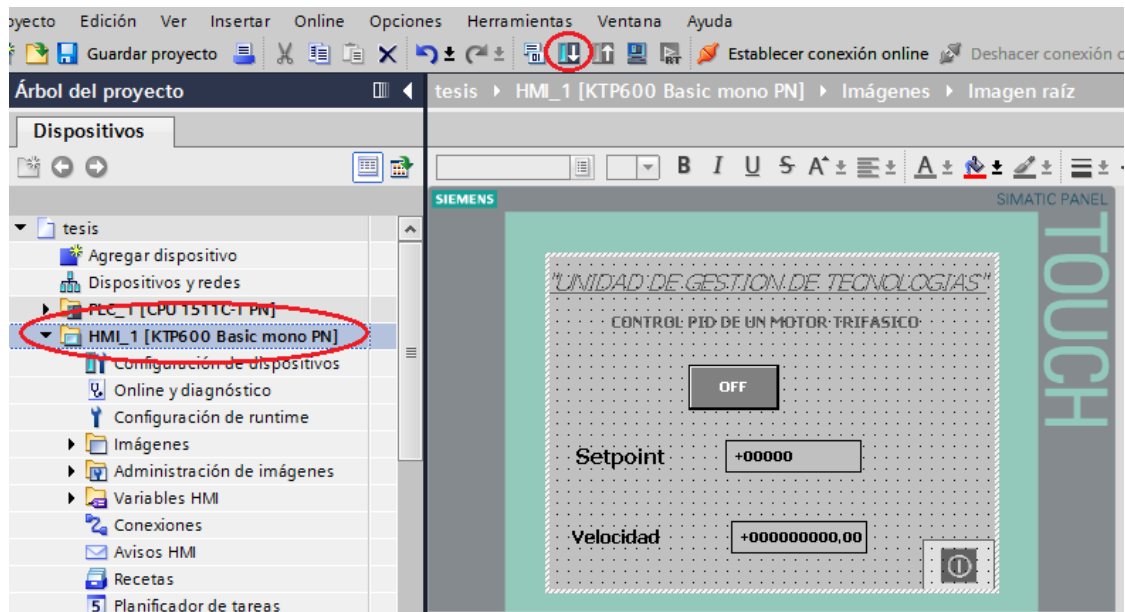 oyecto Edición Ver Insertar Online Opciones Herramientas Ventana Ayuda
Guardar proyecto Establecer conexión online Deshacer conexión o
Árbol del proyecto
tesis HMI_1 [KTP600 Basic mono PN] Imágenes Imagen raíz
Dispositivos
B I U S A A
SIEMENS
SIMATIC PANEL
TOUCH
tesis
Agregar dispositivo
Dispositivos y redes
PLC_1 [CPU 1511C-1 PN]
HMI_1 [KTP600 Basic mono PN]
Configuración de dispositivos
Online y diagnóstico
Configuración de runtime
Imágenes
Administración de imágenes
Variables HMI
Conexiones
Avisos HMI
Recetas
Planificador de tareas
"UNIDAD DE GESTION DE TECNOLOGIAS"
CONTROL PID DE UN MOTOR TRIFASICO
OFF
Setpoint +00000
Velocidad +000000000,00